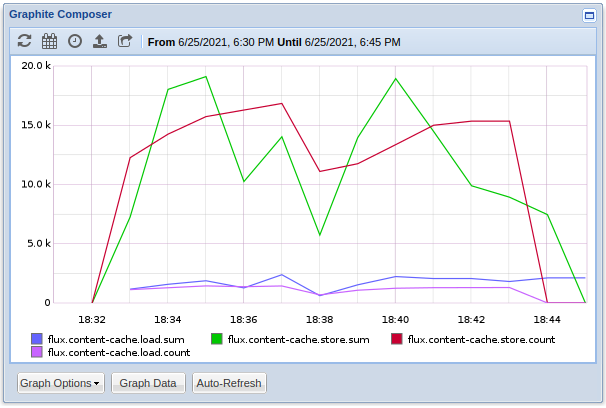 Graphite Composer
From 6/25/2021, 6:30 PM Until 6/25/2021, 6:45 PM
20.0 k
15.0 k
10.0 k
5.0 k
0
18:32 18:34 18:36 18:38 18:40 18:42 18:44
flux.content-cache.load.sum flux.content-cache.store.sum flux.content-cache.store.count
flux.content-cache.load.count
Graph Options Graph Data Auto-Refresh